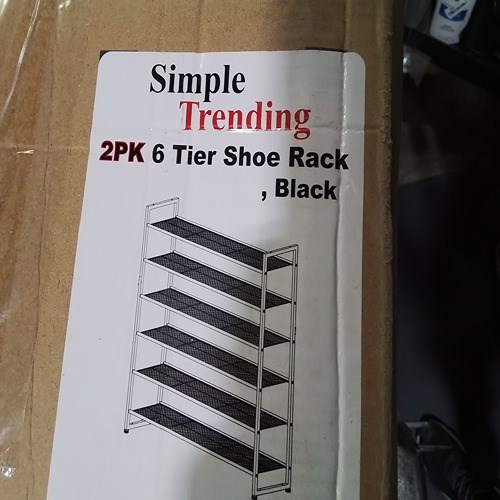 Simple
Trending
2PK 6 Tier Shoe Rack
, Black